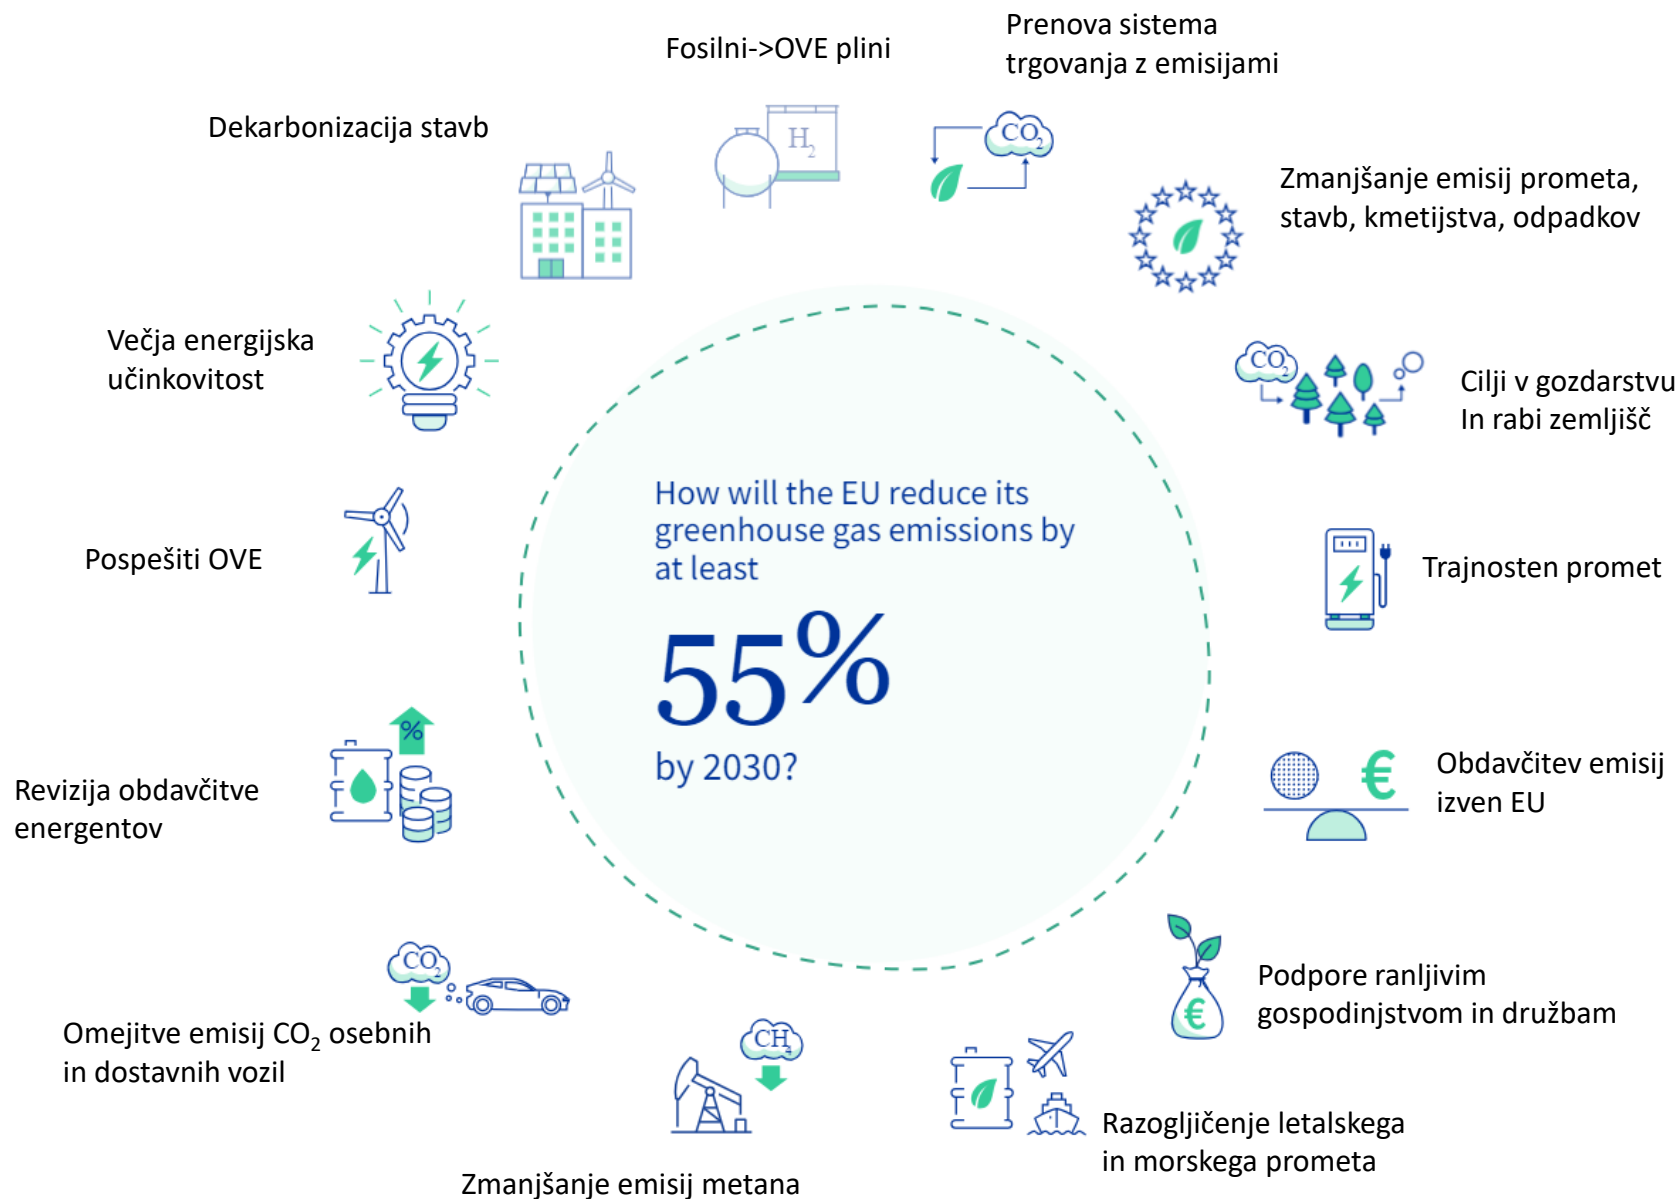 Fosilni->OVE plini
Prenova sistema
trgovanja z emisijami
Dekarbonizacija stavb
H2
CO2
Zmanjšanje emisij prometa,
stavb, kmetijstva, odpadkov
Večja energijska
učinkovitost
CO2
Cilji v gozdarstvu
In rabi zemljišč
How will the EU reduce its
greenhouse gas emissions by
at least
55%
by 2030?
Pospešiti OVE
Trajnosten promet
%
Revizija obdavčitve
energentov
€
Obdavčitev emisij
izven EU
CO2
Omejitve emisij CO2 osebnih
in dostavnih vozil
€
Podpore ranljivim
gospodinjstvom in družbam
CH4
Zmanjšanje emisij metana
Razogljičenje letalskega
in morskega prometa